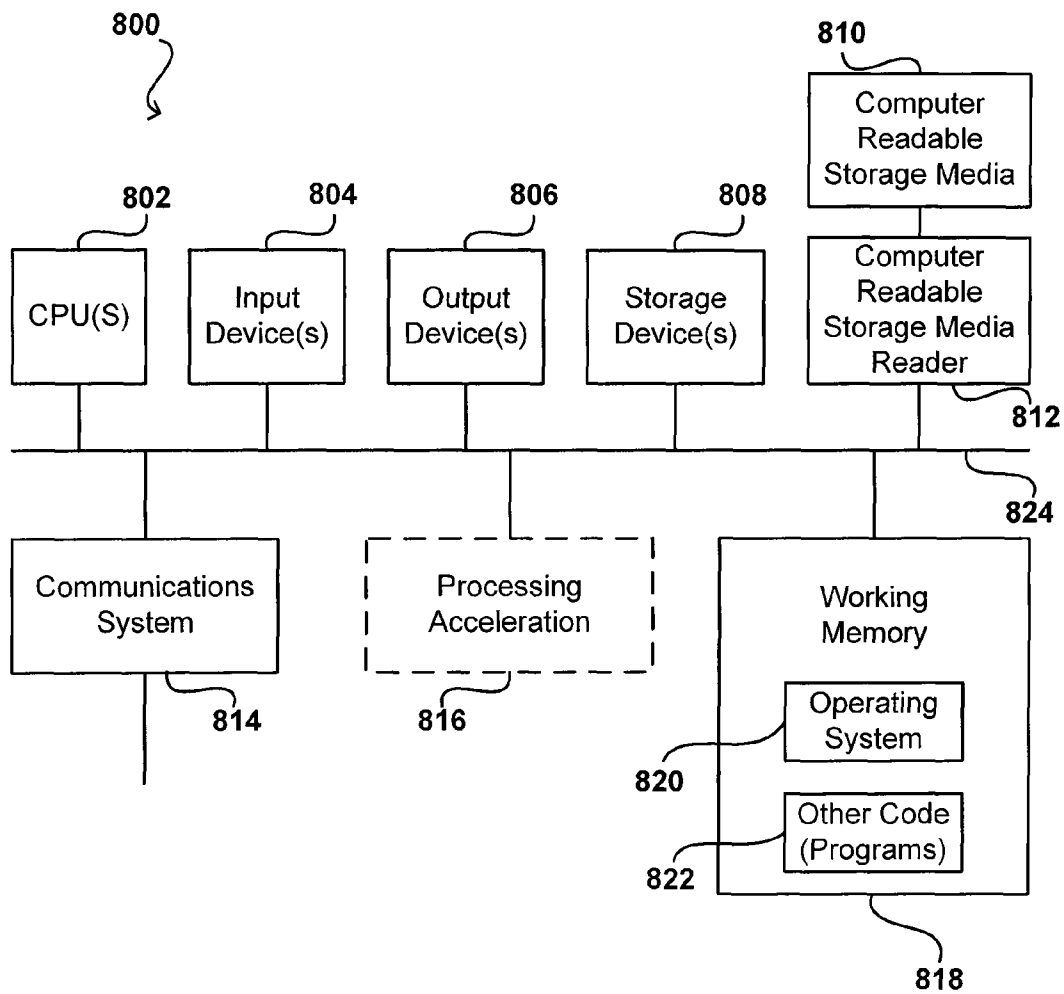 800
810
Computer
Readable
Storage Media
802
804
806
808
CPU(S)
Input
Device(s)
Output
Device(s)
Storage
Device(s)
Computer
Readable
Storage Media
Reader
812
824
Communications
System
814
Processing
Acceleration
816
Working
Memory
Operating
System
820
Other Code
(Programs)
822
818